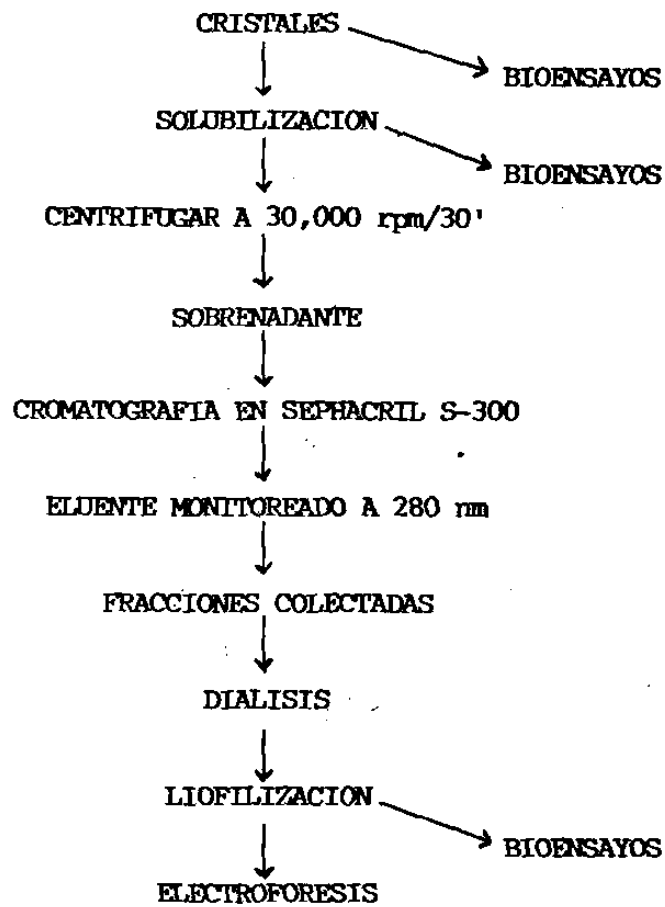 CRISTALES
BIOENSAYOS
SOLUBILIZACION
BIOENSAYOS
CENTRIFUGAR A 30,000 rpm/30'
SOBRENADANTE
CROMATOGRAFIA EN SEPHACRIL S-300
ELUENTE MONITOREADO A 280 nm
FRACCIONES COLECTADAS
DIALISIS
LIOFILIZACION
BIOENSAYOS
ELECTROFORESIS